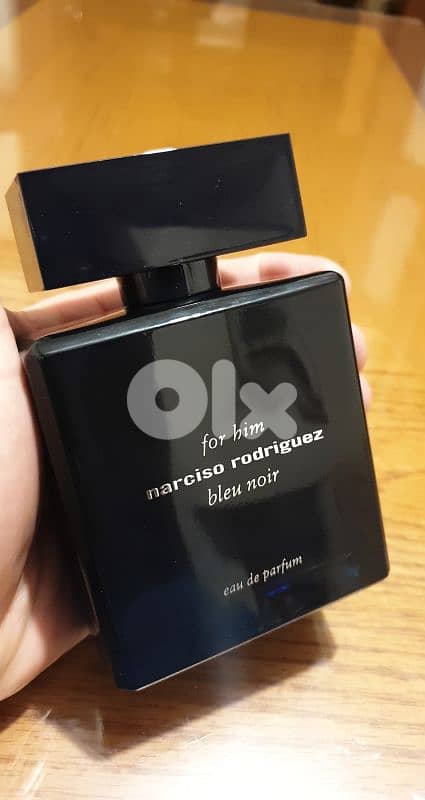 olx
for him
narciso rodriguez
bleu noir
eau de parfum